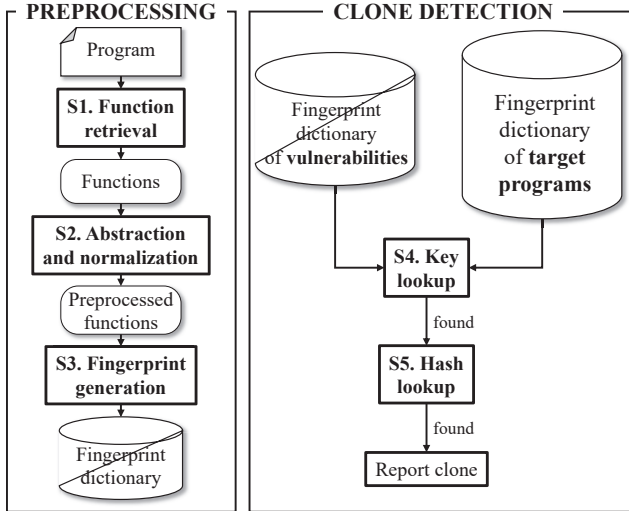 PREPROCESSING
Program
S1. Function
retrieval
Functions
S2. Abstraction
and normalization
Preprocessed
functions
S3. Fingerprint
generation
Fingerprint
dictionary
CLONE DETECTION
Fingerprint
dictionary
of vulnerabilities
Fingerprint
dictionary
of target
programs
S4. Key
lookup
found
S5. Hash
lookup
found
Report clone